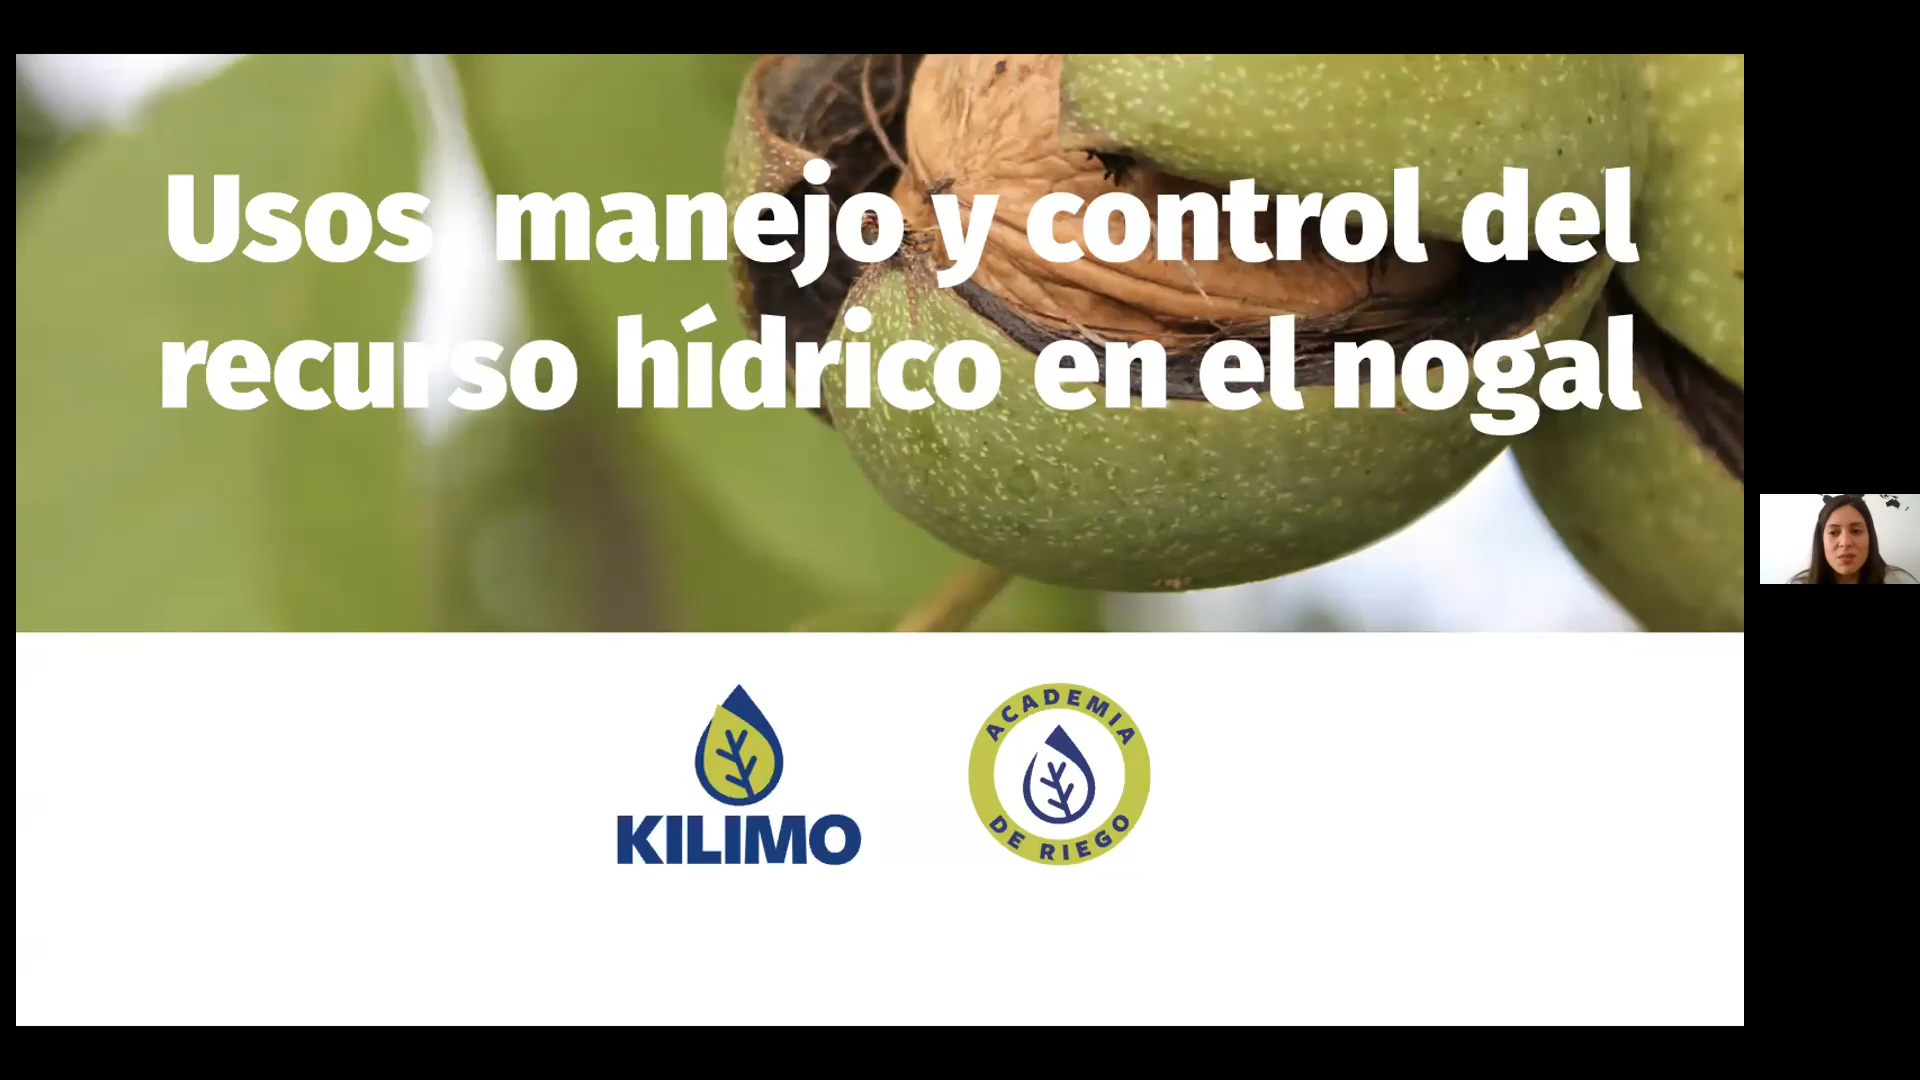 Usos manejo y control del
recurso hídrico en el nogal
KILIMO
ACADEMIA
DE RIEGO